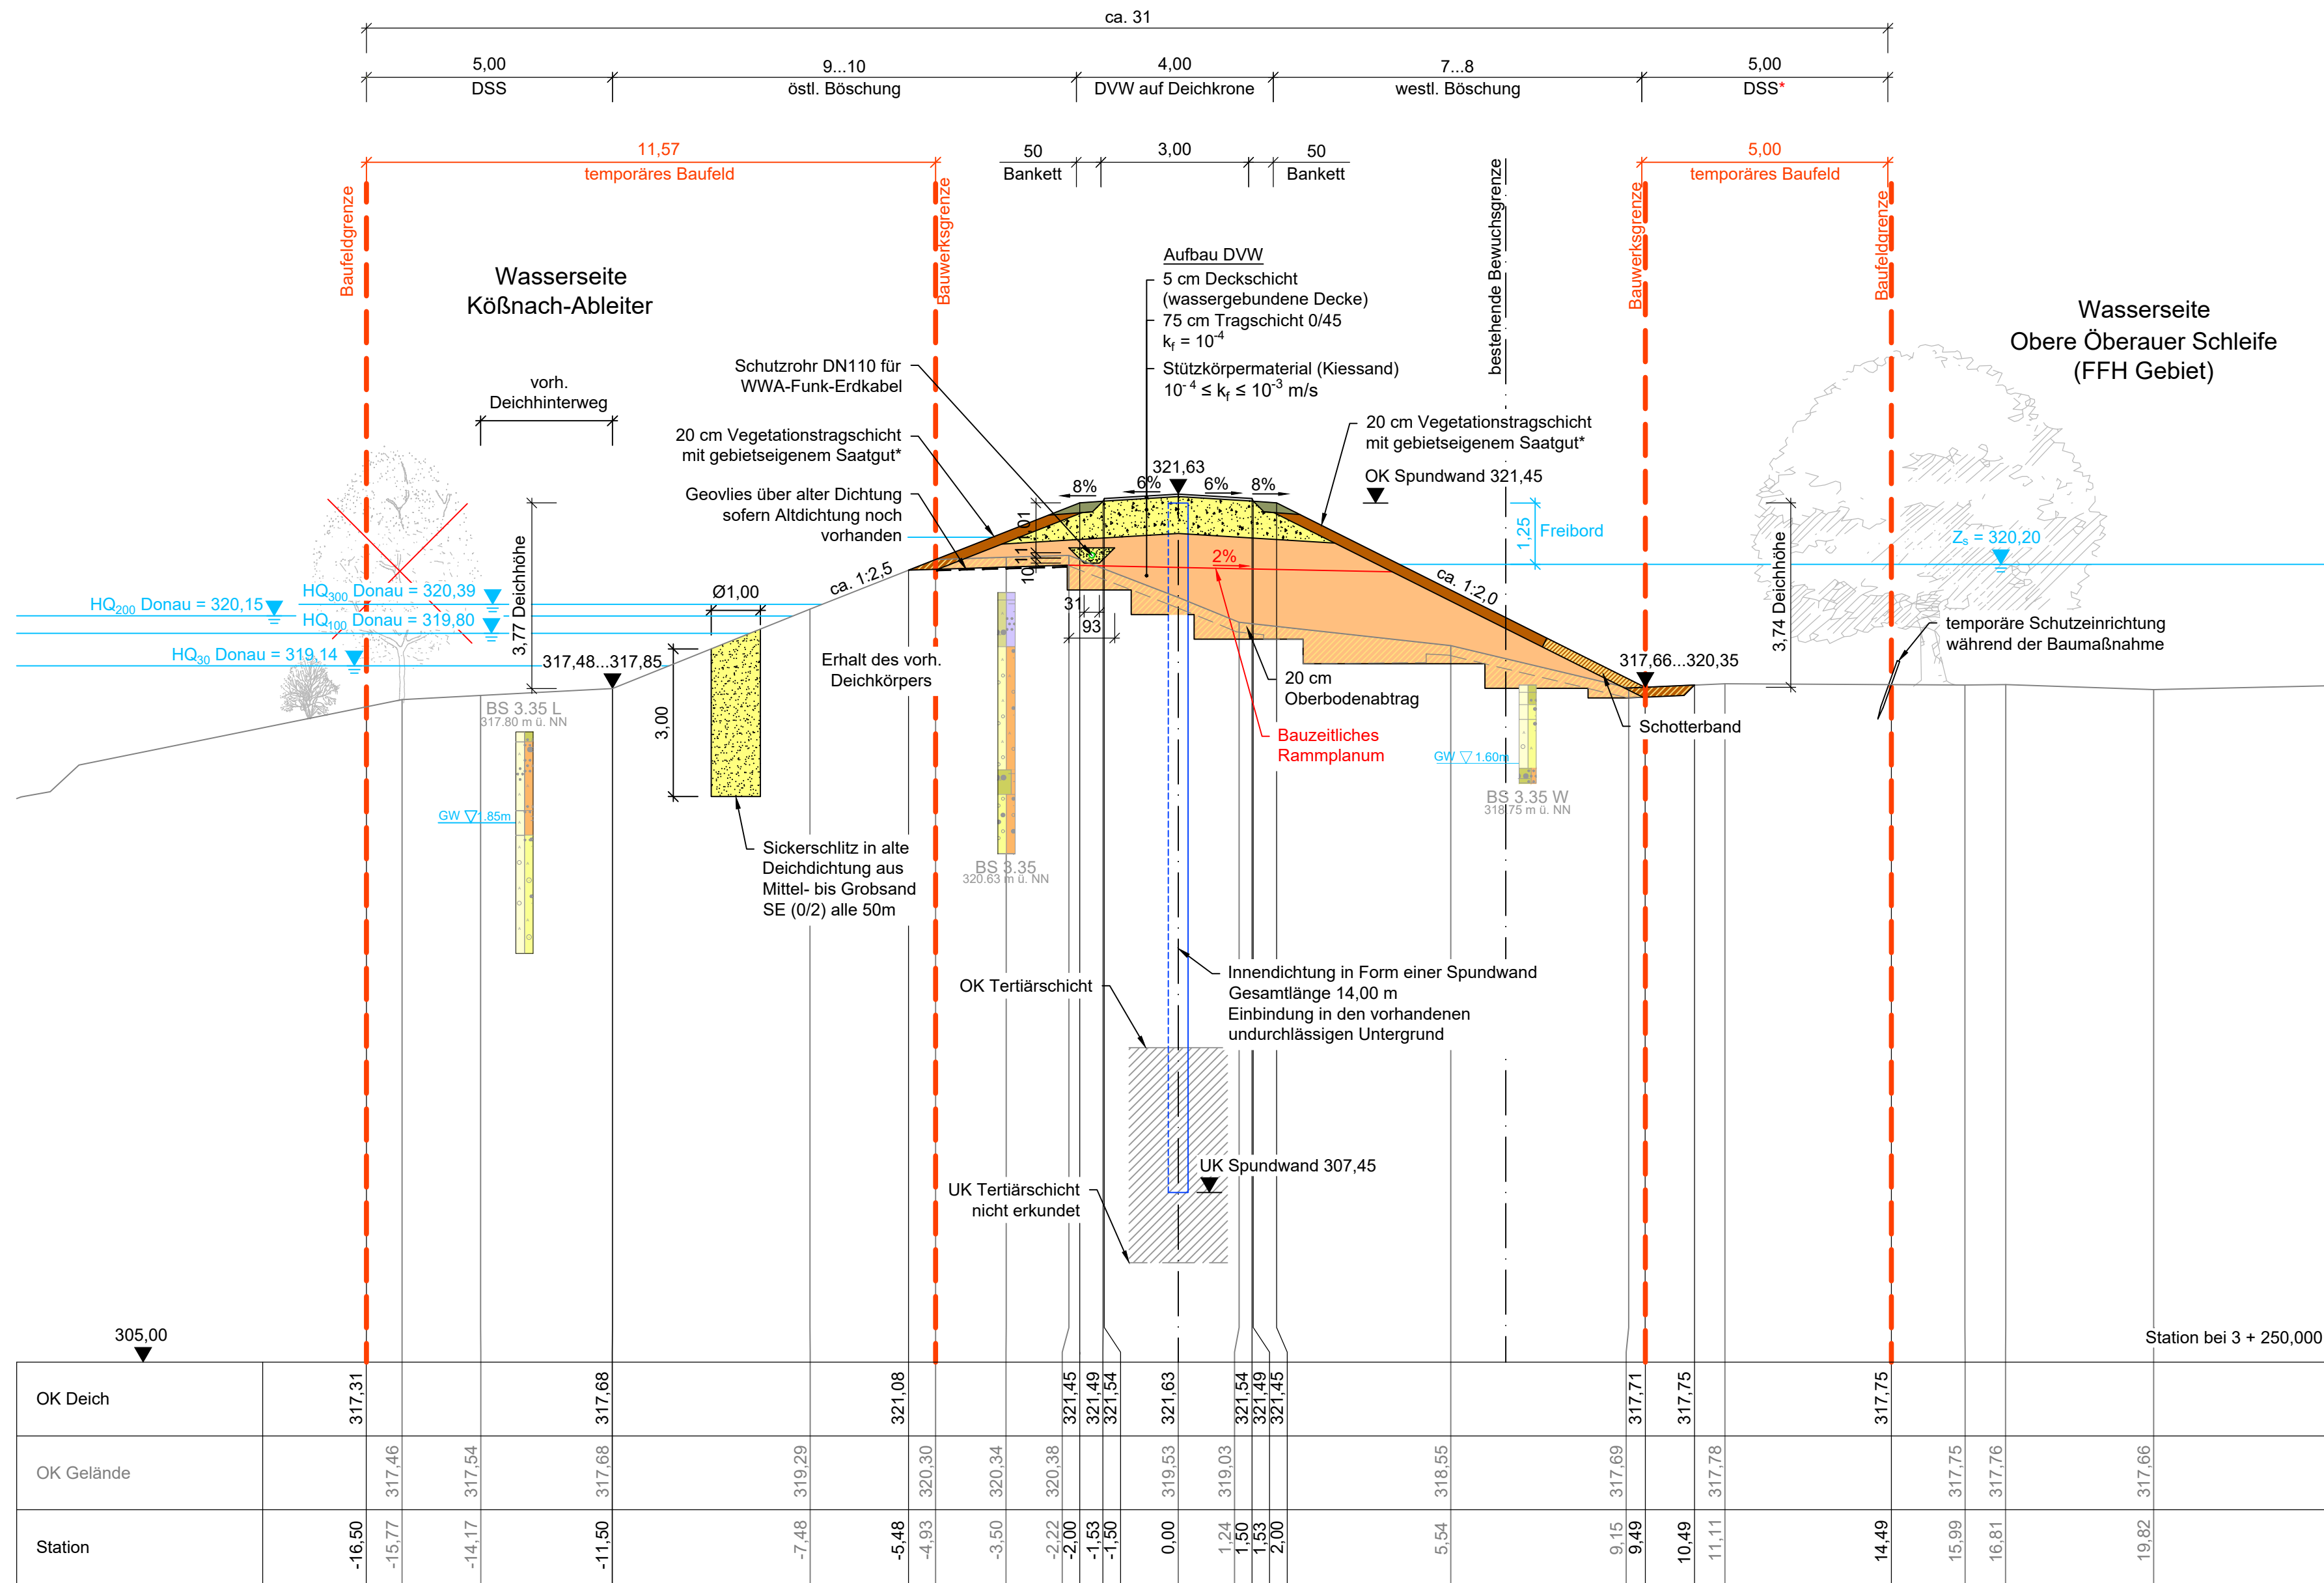 ca. 31
5,00
DSS
9...10
östl. Böschung
4,00
DVW auf Deichkrone
7...8
westl. Böschung
5,00
DSS*
11,57
temporäres Baufeld
50
Bankett
3,00
50
Bankett
5,00
temporäres Baufeld
Baufeldgrenze
Bauwerksgrenze
bestehende Bewuchsgrenze
Bauwerksgrenze
Baufeldgrenze
Wasserseite
Kößnach-Ableiter
Wasserseite
Obere Öberauer Schleife
(FFH Gebiet)
Aufbau DVW
5 cm Deckschicht
(wassergebundene Decke)
75 cm Tragschicht 0/45
kf = 10-4
Stützkörpermaterial (Kiessand)
10-4 ≤ kf ≤ 10-3 m/s
Schutzrohr DN110 für
WWA-Funk-Erdkabel
vorh.
Deichhinterweg
20 cm Vegetationstragschicht
mit gebietseigenem Saatgut*
Geovlies über alter Dichtung
sofern Altdichtung noch
vorhanden
20 cm Vegetationstragschicht
mit gebietseigenem Saatgut*
OK Spundwand 321,45
321,63
8%
6%
6%
8%
1,01
11
10
31
93
2%
1,25
Freibord
Zs = 320,20
3,77 Deichhöhe
3,74 Deichhöhe
ca. 1:2,5
ca. 1:2,0
Ø1,00
3,00
HQ300 Donau = 320,39
HQ200 Donau = 320,15
HQ100 Donau = 319,80
HQ30 Donau = 319,14
317,48...317,85
317,66...320,35
Erhalt des vorh.
Deichkörpers
temporäre Schutzeinrichtung
während der Baumaßnahme
20 cm
Oberbodenabtrag
Bauzeitliches
Rammplanum
Schotterband
BS 3.35 L
317.80 m ü. NN
GW 1.85m
BS 3.35
320.63 m ü. NN
GW 1.60m
BS 3.35 W
318.75 m ü. NN
Sickerschlitz in alte
Deichdichtung aus
Mittel- bis Grobsand
SE (0/2) alle 50m
OK Tertiärschicht
Innendichtung in Form einer Spundwand
Gesamtlänge 14,00 m
Einbindung in den vorhandenen
undurchlässigen Untergrund
UK Spundwand 307,45
UK Tertiärschicht
nicht erkundet
305,00
Station bei 3 + 250,000
OK Deich
317,31
317,68
321,08
321,45
321,49
321,54
321,63
321,54
321,49
321,45
317,71
317,75
317,75
OK Gelände
317,46
317,54
317,68
319,29
320,30
320,34
320,38
319,53
319,03
318,55
317,69
317,78
317,75
317,76
317,66
Station
-16,50
-15,77
-14,17
-11,50
-7,48
-5,48
-4,93
-3,50
-2,22
-2,00
-1,53
-1,50
0,00
1,24
1,50
1,53
2,00
5,54
9,15
9,49
10,49
11,11
14,49
15,99
16,81
19,82